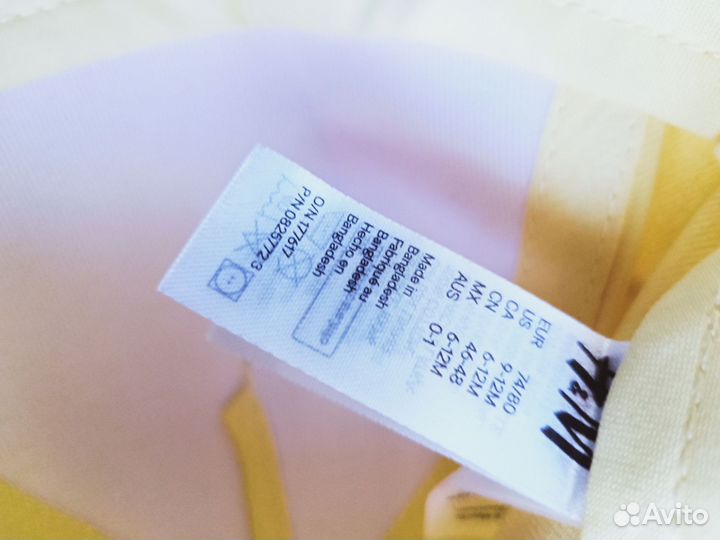 H&M
EUR 74/80
US 9-12M
CA 6-12M
CN 46-48
MX 6-12M
AUS 0-1
Made in
Bangladesh
Fabriqué au
Bangladesh
Hecho en
Bangladesh
O/N 177617
P/N 0825772-3
Avito